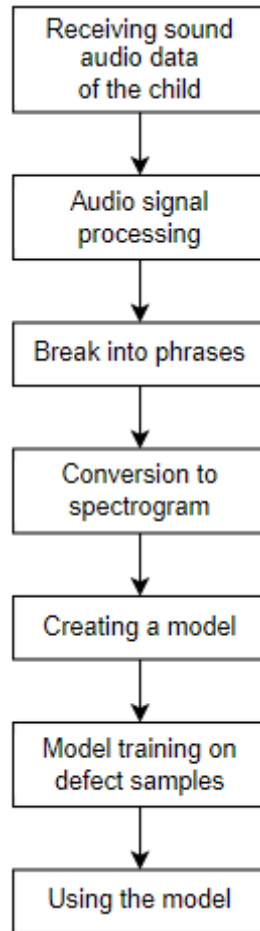 Receiving sound
audio data
of the child
Audio signal
processing
Break into phrases
Conversion to
spectrogram
Creating a model
Model training on
defect samples
Using the model